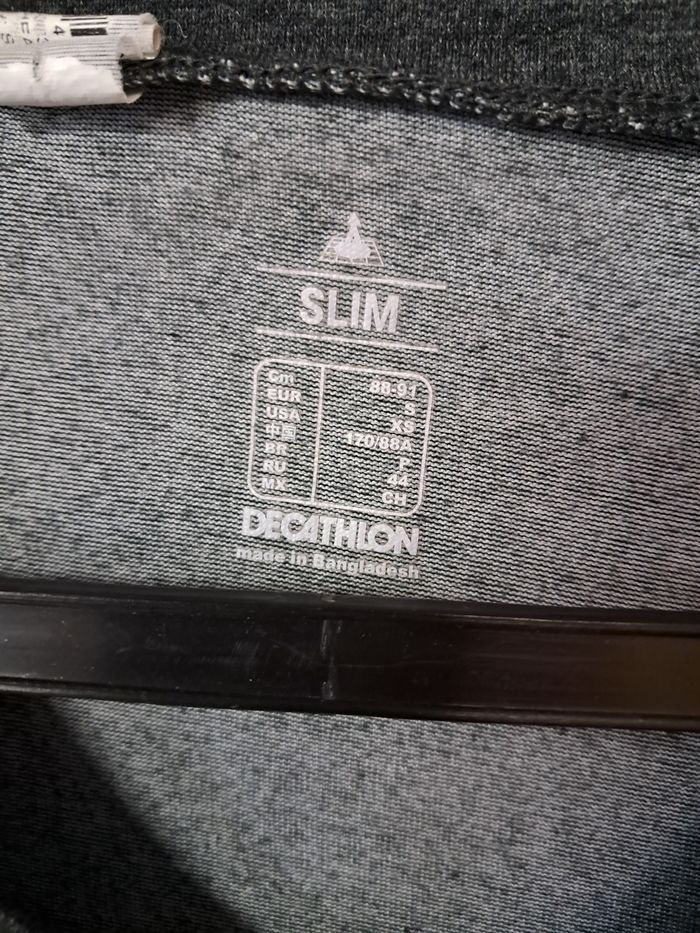 SLIM
Cm 88-91
EUR S
USA XS
中国 170/88A
BR P
RU 44
MX CH
DECATHLON
made in Bangladesh